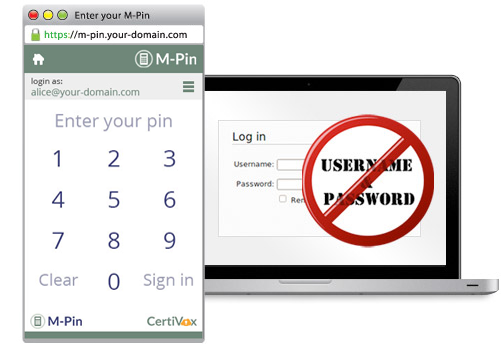 Enter your M-Pin
https://m-pin.your-domain.com
M-Pin
login as:
alice@your-domain.com
Enter your pin
1 2 3
4 5 6
7 8 9
Clear 0 Sign in
M-Pin CertiVox
Log in
Username:
Password:
Re
USERNAME
&
PASSWORD